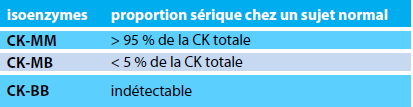 isoenzymes proportion sérique chez un sujet normal
CK-MM > 95 % de la CK totale
CK-MB < 5 % de la CK totale
CK-BB indétectable